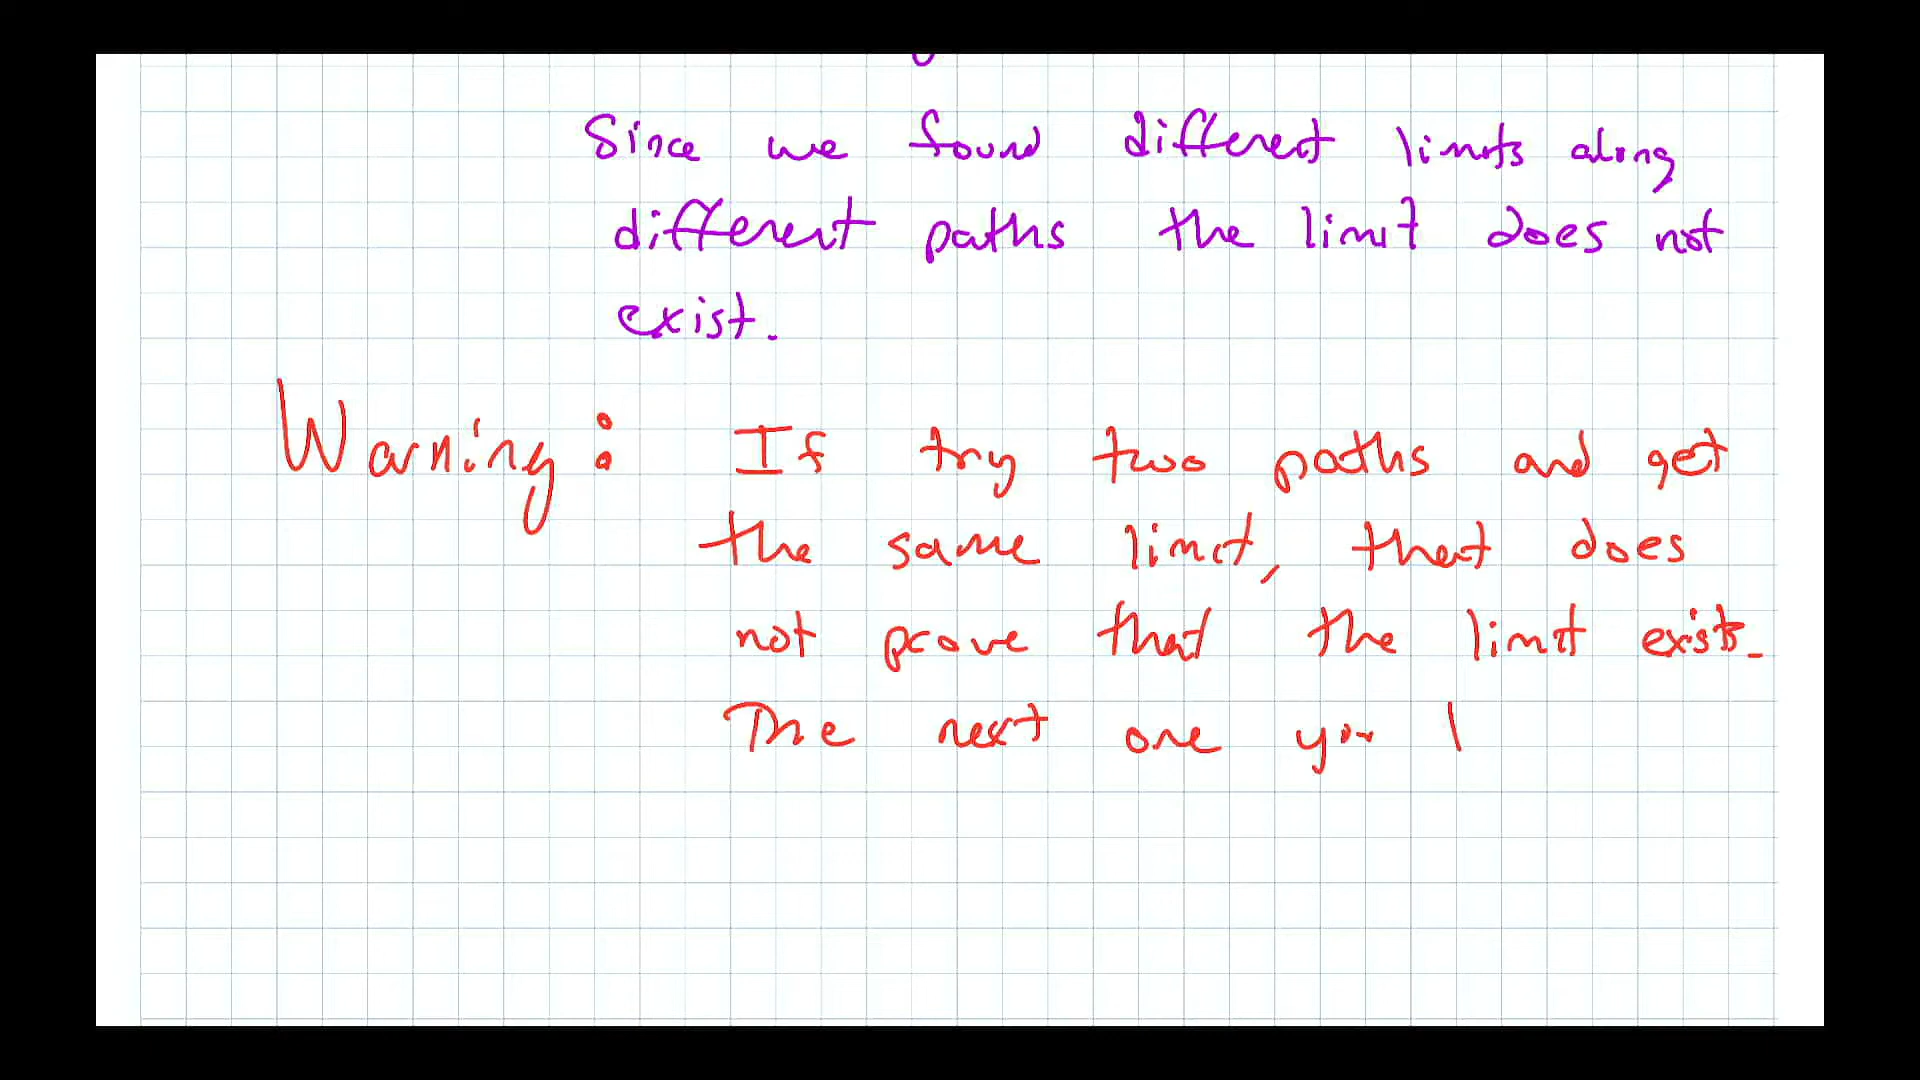 Since we found different limits along
different paths the limit does not
exist.
Warning: If try two paths and get
the same limit, that does
not prove that the limit exists.
The next one you